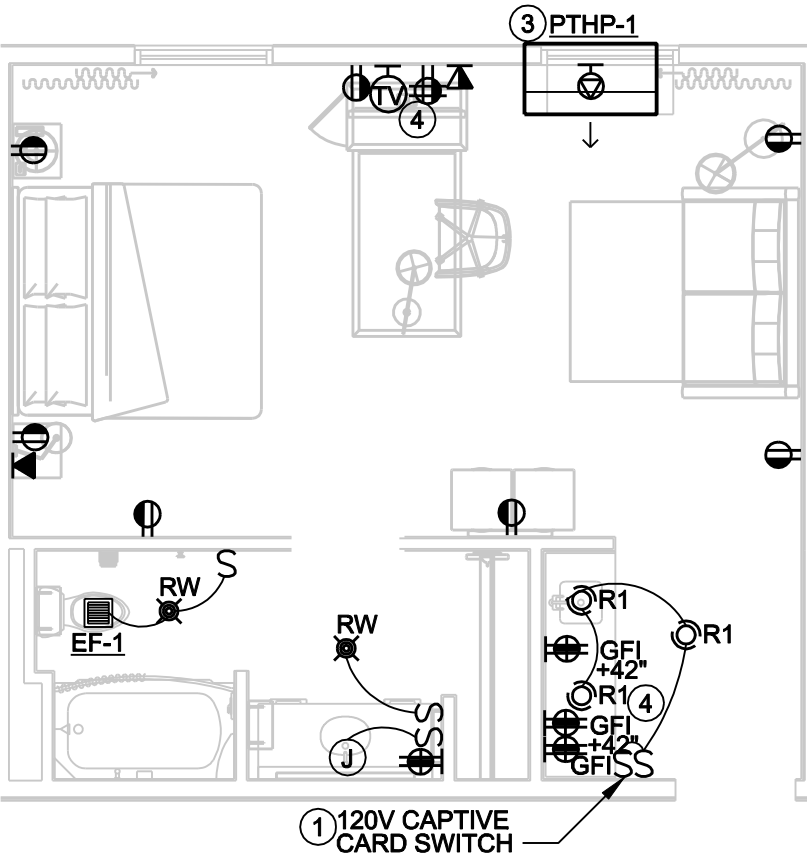 3 PTHP-1
TV
4
RW
R1
EF-1
RW
R1
GFI
+42"
R1
4
GFI
+42"
J
GFI
SS
1 120V CAPTIVE
CARD SWITCH
S
S
S